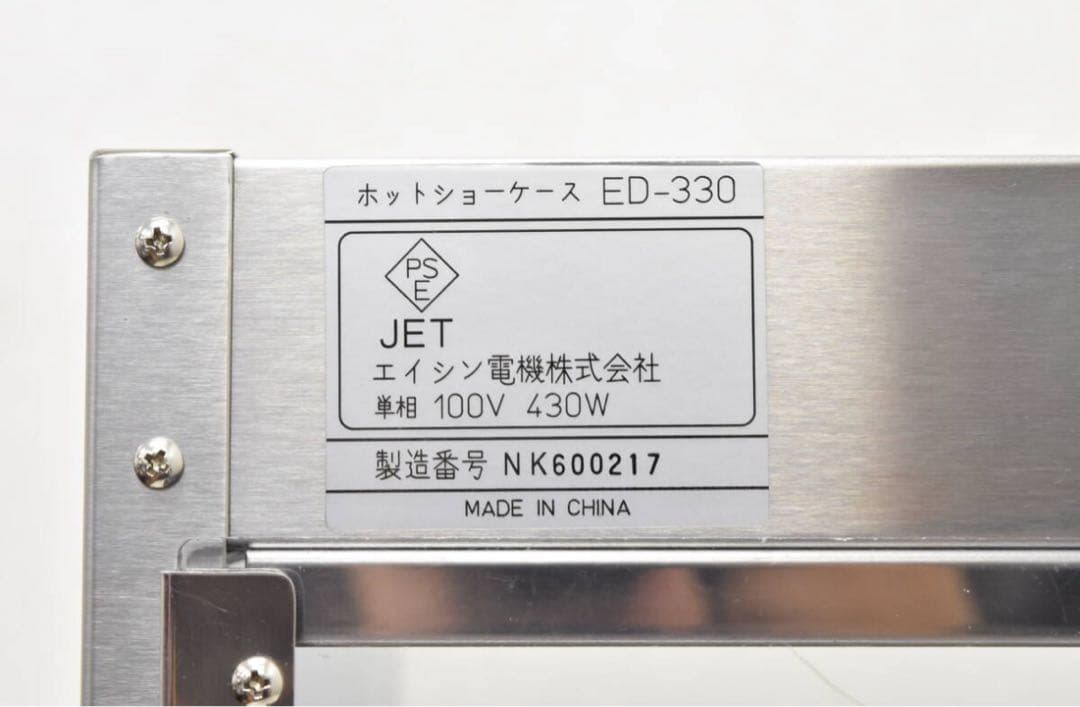 ホットショーケース ED-330
PS
E
JET
エイシン電機株式会社
単相 100V 430W
製造番号 NK600217
MADE IN CHINA